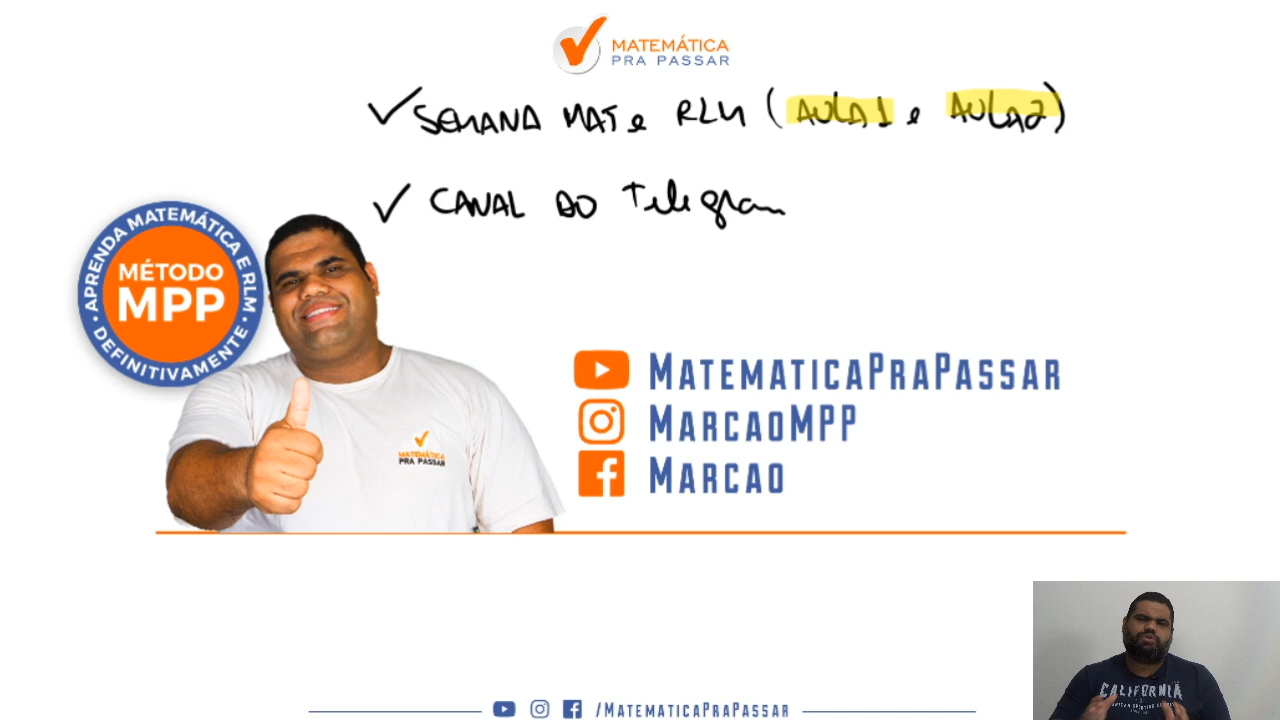 MATEMÁTICA
PRA PASSAR
SEMANA MAT e RLM (AULA 1 e AULA 2)
CANAL DO Telegram
APRENDA MATEMÁTICA E RLM
MÉTODO
MPP
• DEFINITIVAMENTE •
MATEMÁTICA
PRA PASSAR
MATEMATICAPRAPASSAR
MARCAOMPP
MARCAO
CALIFORNIA
/MATEMATICAPRAPASSAR